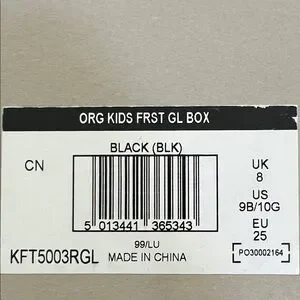 ORG KIDS FRST GL BOX
BLACK (BLK)
CN
UK
8
US
9B/10G
EU
25
5 013441 365343
99/LU
KFT5003RGL
MADE IN CHINA
PO30002164